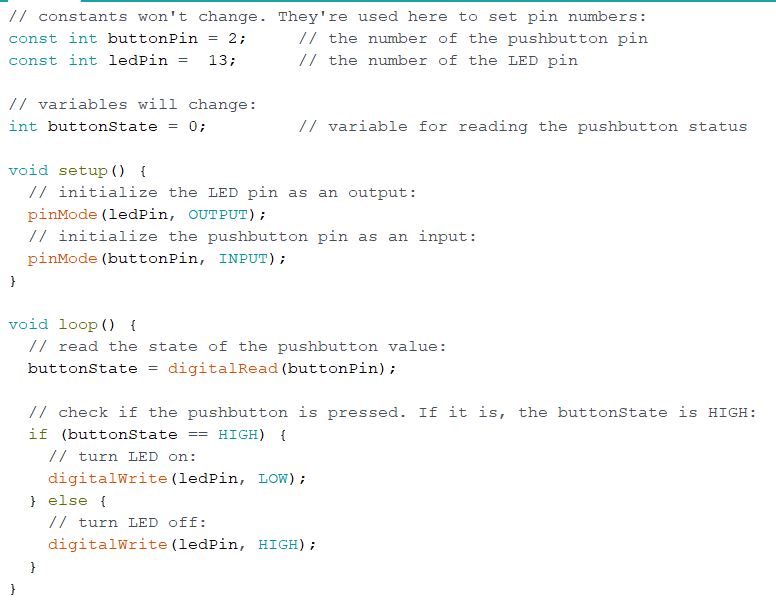 // constants won't change. They're used here to set pin numbers:
const int buttonPin = 2;     // the number of the pushbutton pin
const int ledPin =  13;      // the number of the LED pin

// variables will change:
int buttonState = 0;         // variable for reading the pushbutton status

void setup() {
  // initialize the LED pin as an output:
  pinMode(ledPin, OUTPUT);
  // initialize the pushbutton pin as an input:
  pinMode(buttonPin, INPUT);
}

void loop() {
  // read the state of the pushbutton value:
  buttonState = digitalRead(buttonPin);

  // check if the pushbutton is pressed. If it is, the buttonState is HIGH:
  if (buttonState == HIGH) {
    // turn LED on:
    digitalWrite(ledPin, LOW);
  } else {
    // turn LED off:
    digitalWrite(ledPin, HIGH);
  }
}